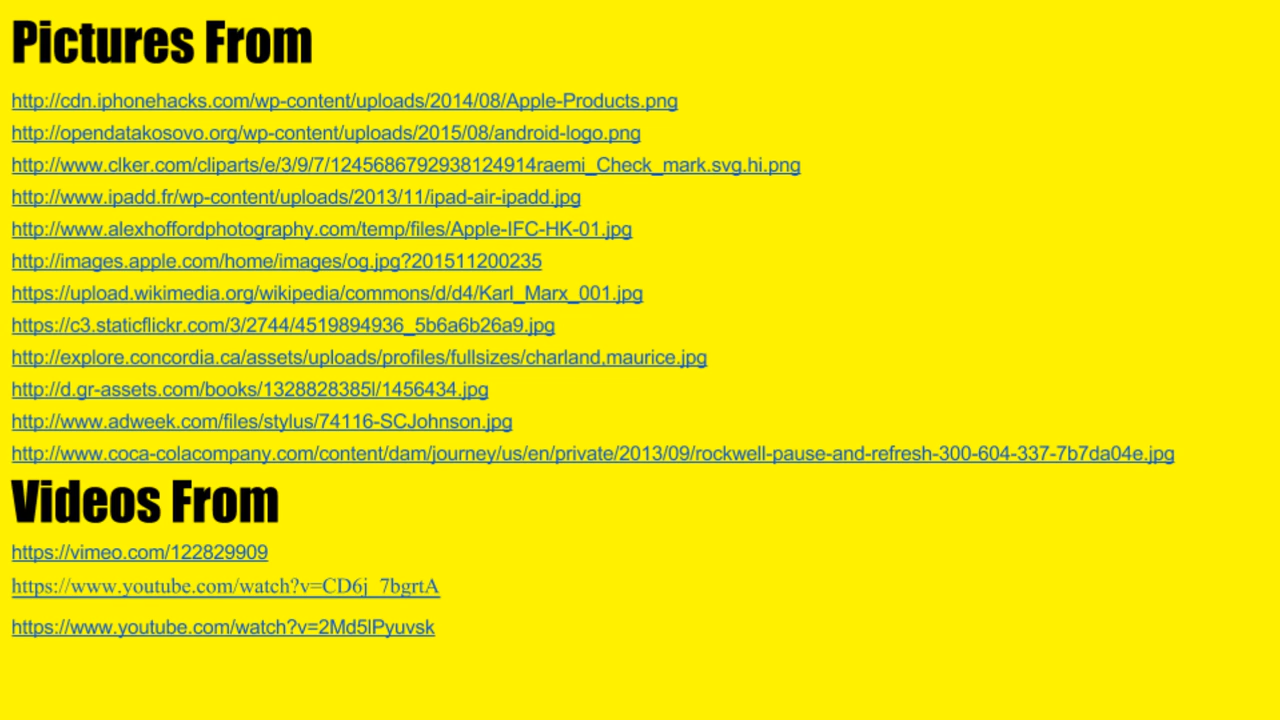 Pictures From
http://cdn.iphonehacks.com/wp-content/uploads/2014/08/Apple-Products.png
http://opendatakosovo.org/wp-content/uploads/2015/08/android-logo.png
http://www.clker.com/cliparts/e/3/9/7/1245686792938124914raemi_Check_mark.svg.hi.png
http://www.ipadd.fr/wp-content/uploads/2013/11/ipad-air-ipadd.jpg
http://www.alexhoffordphotography.com/temp/files/Apple-IFC-HK-01.jpg
http://images.apple.com/home/images/og.jpg?201511200235
https://upload.wikimedia.org/wikipedia/commons/d/d4/Karl_Marx_001.jpg
https://c3.staticflickr.com/3/2744/4519894936_5b6a6b26a9.jpg
http://explore.concordia.ca/assets/uploads/profiles/fullsizes/charland,maurice.jpg
http://d.gr-assets.com/books/1328828385l/1456434.jpg
http://www.adweek.com/files/stylus/74116-SCJohnson.jpg
http://www.coca-colacompany.com/content/dam/journey/us/en/private/2013/09/rockwell-pause-and-refresh-300-604-337-7b7da04e.jpg
Videos From
https://vimeo.com/122829909
https://www.youtube.com/watch?v=CD6j_7bgrtA
https://www.youtube.com/watch?v=2Md5lPyuvsk